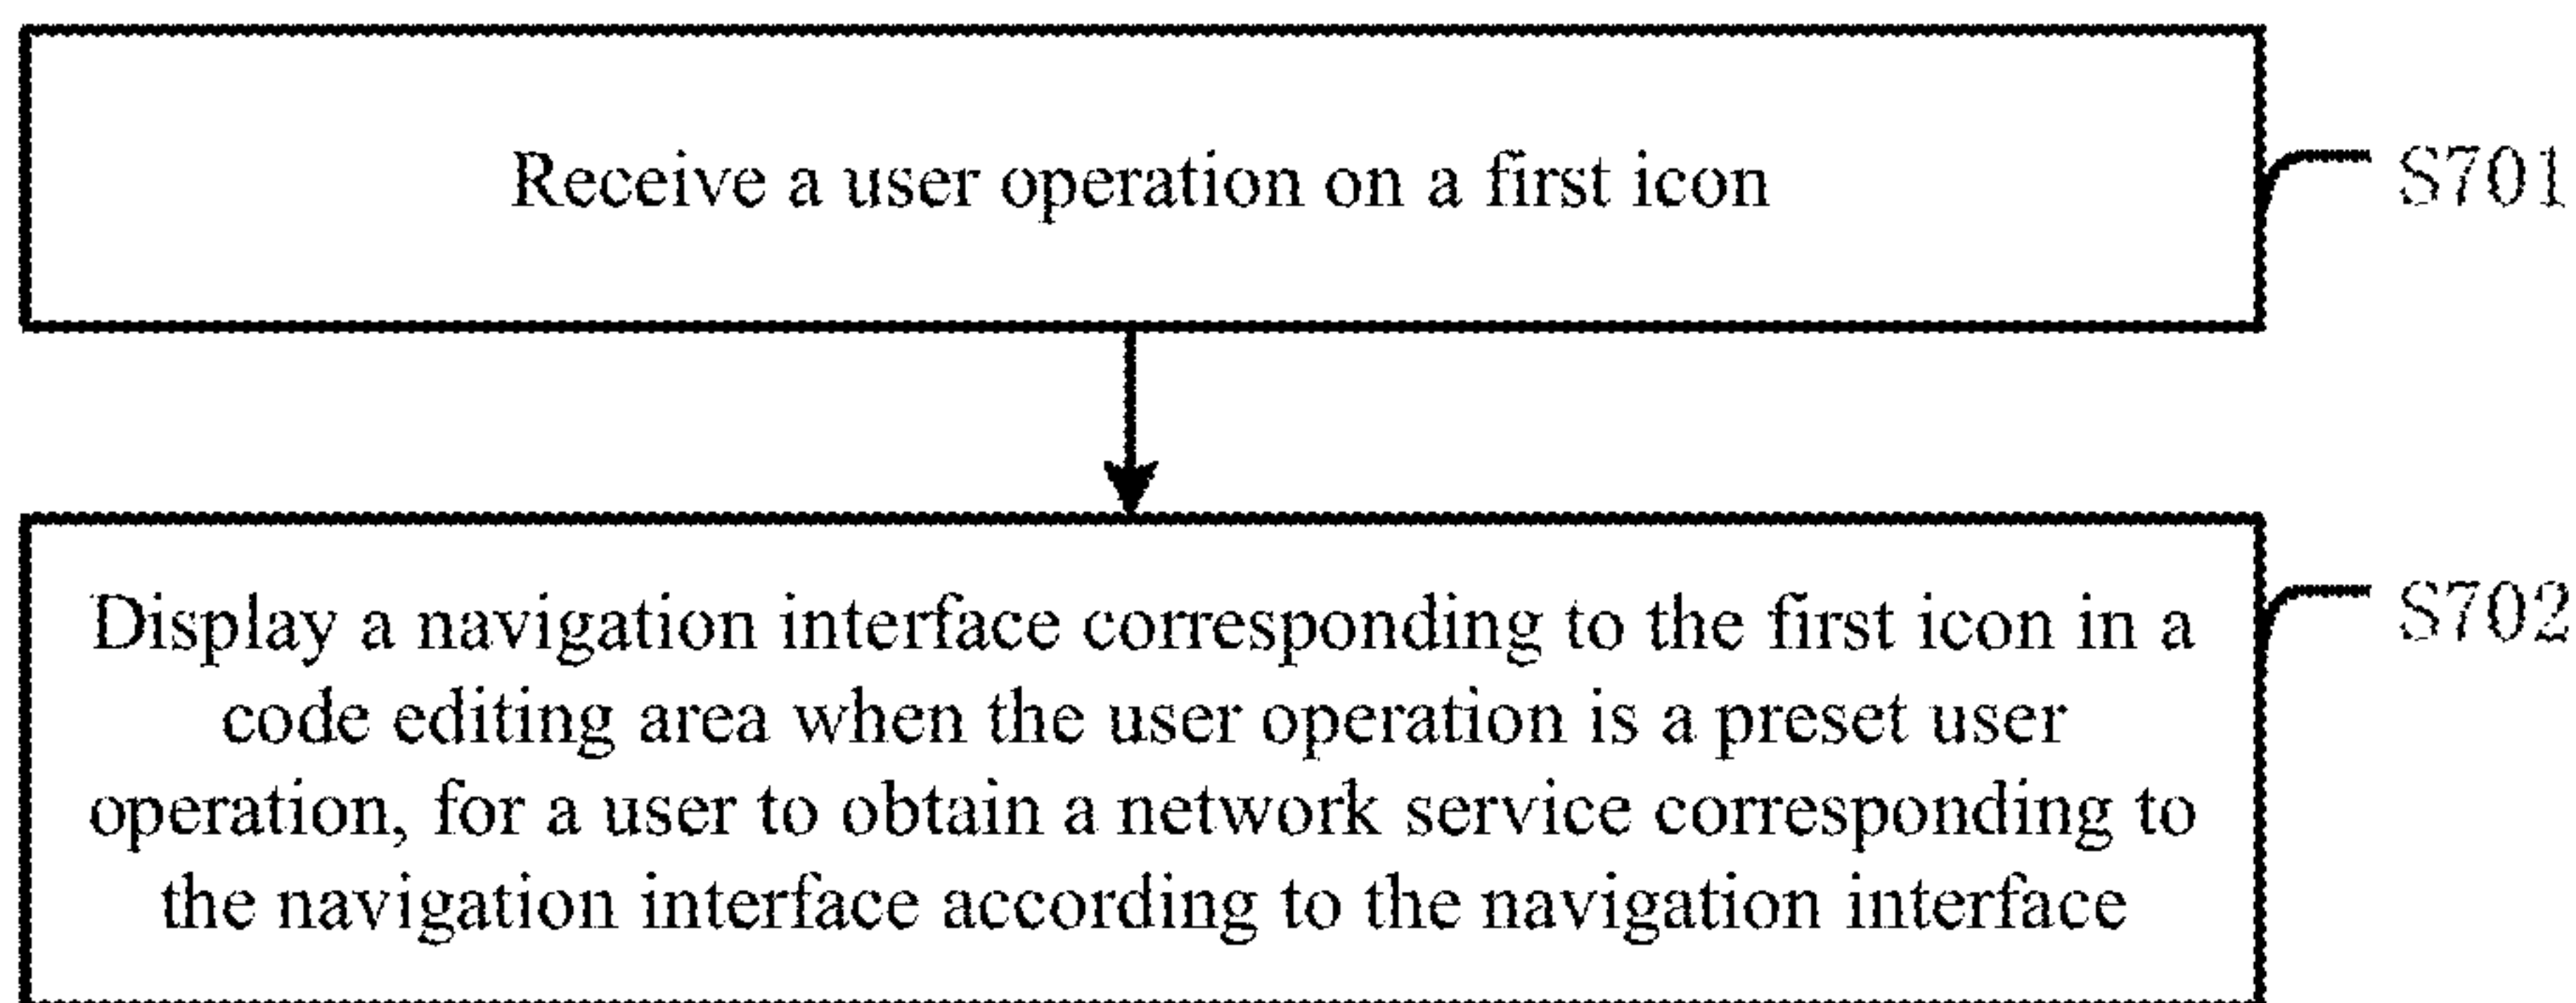 Receive a user operation on a first icon
S701
Display a navigation interface corresponding to the first icon in a
code editing area when the user operation is a preset user
operation, for a user to obtain a network service corresponding to
the navigation interface according to the navigation interface
S702